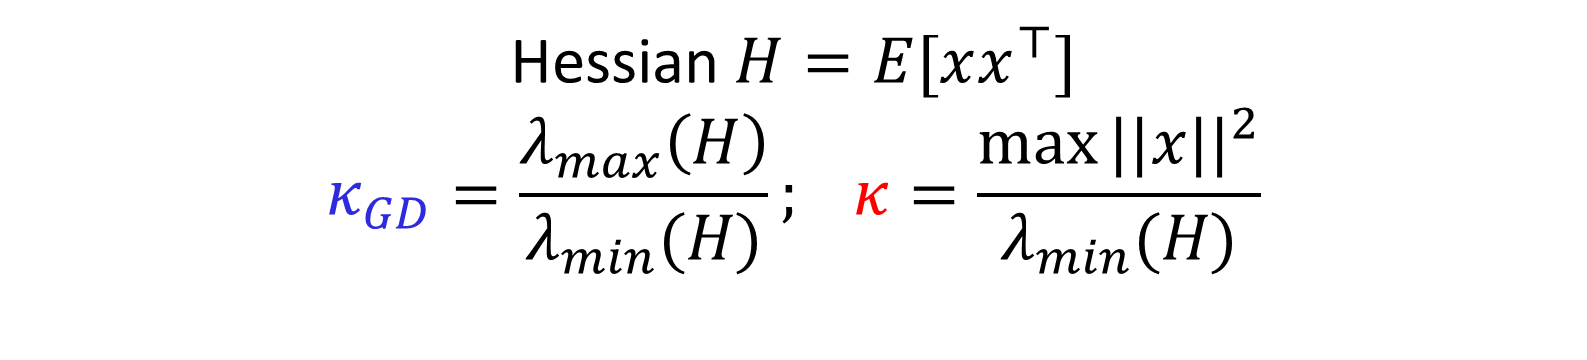 Hessian H = E[xx⊤]
κ_GD = λ_max(H) / λ_min(H) ; κ = max ||x||² / λ_min(H)